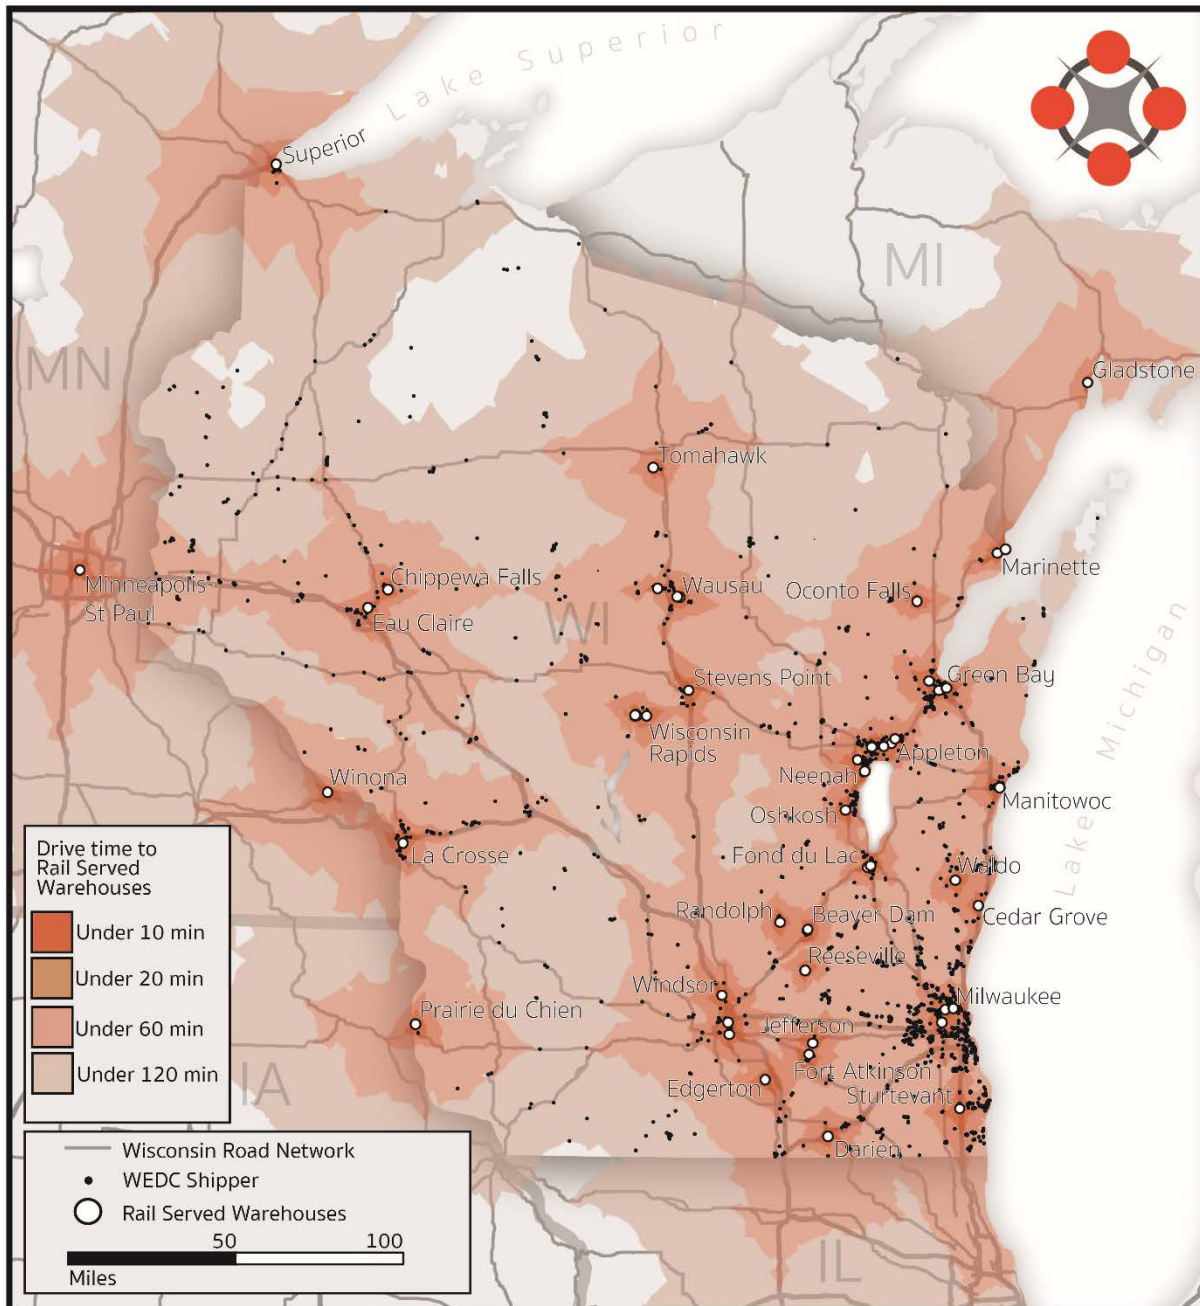 Lake Superior
Superior
MI
MN
Gladstone
Tomahawk
Minneapolis
St Paul
Chippewa Falls
Eau Claire
Wausau
Oconto Falls
Marinette
WI
Stevens Point
Green Bay
Wisconsin
Rapids
Appleton
Neenah
Winona
Manitowoc
Oshkosh
Lake Michigan
La Crosse
Fond du Lac
Waldo
Randolph
Beaver Dam
Cedar Grove
Reeseville
Windsor
Milwaukee
Prairie du Chien
Jefferson
Fort Atkinson
Edgerton
Sturtevant
Darien
IA
IL
Drive time to
Rail Served
Warehouses
Under 10 min
Under 20 min
Under 60 min
Under 120 min
Wisconsin Road Network
WEDC Shipper
Rail Served Warehouses
50 100
Miles